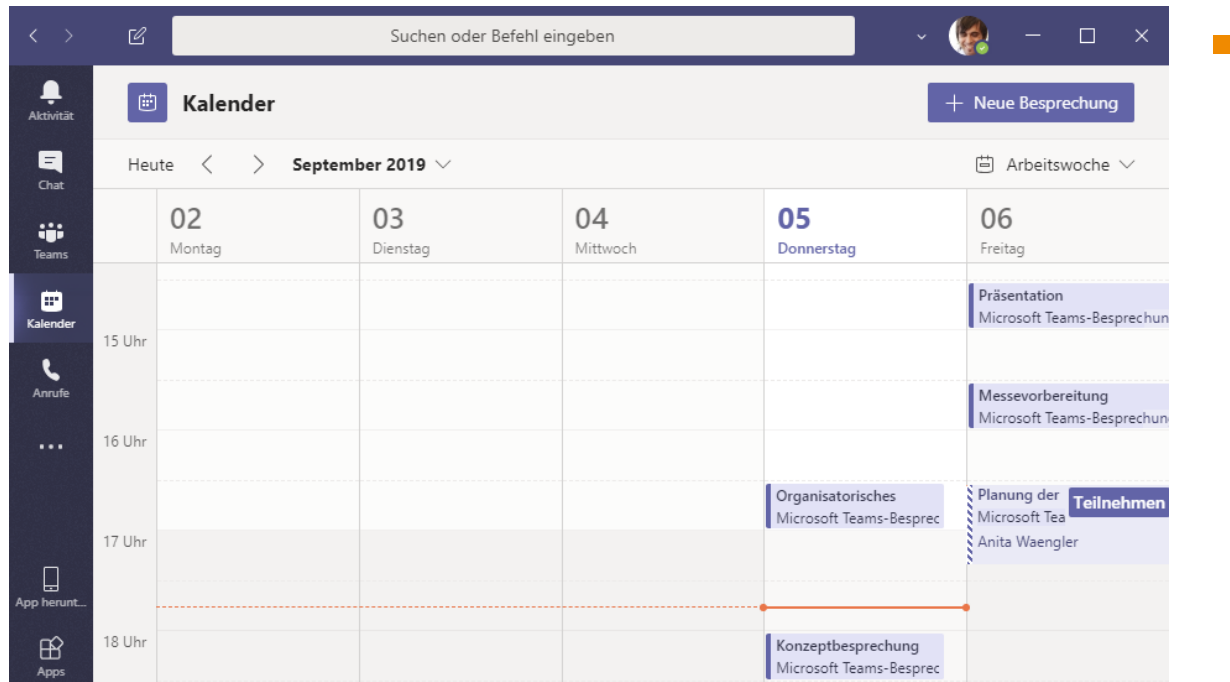 Suchen oder Befehl eingeben
Aktivität
Chat
Teams
Kalender
Anrufe
App herunt...
Apps
Kalender
Neue Besprechung
Heute
September 2019
Arbeitswoche
02
Montag
03
Dienstag
04
Mittwoch
05
Donnerstag
06
Freitag
15 Uhr
16 Uhr
17 Uhr
18 Uhr
Organisatorisches
Microsoft Teams-Besprec
Konzeptbesprechung
Microsoft Teams-Besprec
Präsentation
Microsoft Teams-Besprechun
Messevorbereitung
Microsoft Teams-Besprechun
Planung der
Teilnehmen
Microsoft Tea
Anita Waengler